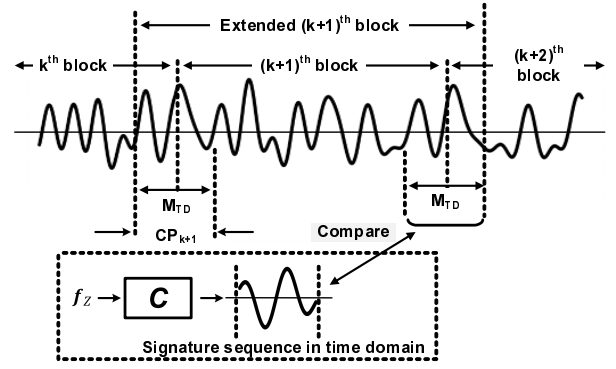 Extended (k+1)th block
kth block
(k+1)th block
(k+2)th
block
MTD
MTD
CPk+1
Compare
fZ
C
Signature sequence in time domain